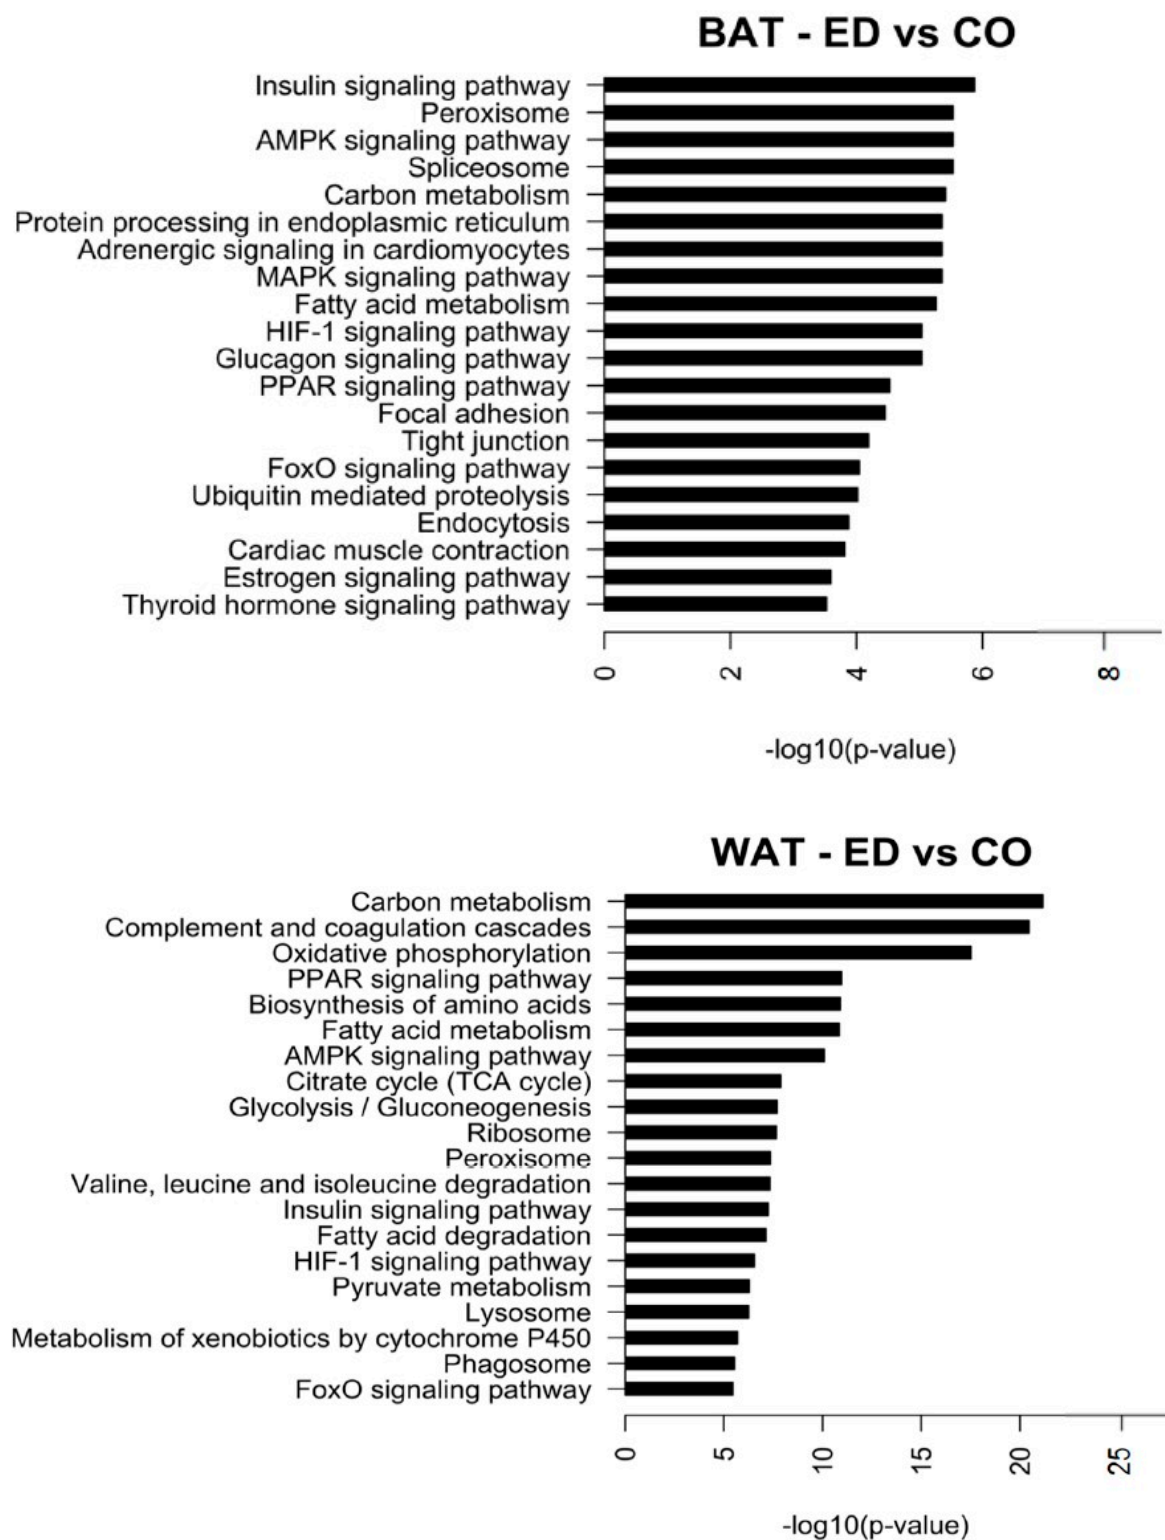 BAT - ED vs CO
Insulin signaling pathway
Peroxisome
AMPK signaling pathway
Spliceosome
Carbon metabolism
Protein processing in endoplasmic reticulum
Adrenergic signaling in cardiomyocytes
MAPK signaling pathway
Fatty acid metabolism
HIF-1 signaling pathway
Glucagon signaling pathway
PPAR signaling pathway
Focal adhesion
Tight junction
FoxO signaling pathway
Ubiquitin mediated proteolysis
Endocytosis
Cardiac muscle contraction
Estrogen signaling pathway
Thyroid hormone signaling pathway
0 2 4 6 8
-log10(p-value)
WAT - ED vs CO
Carbon metabolism
Complement and coagulation cascades
Oxidative phosphorylation
PPAR signaling pathway
Biosynthesis of amino acids
Fatty acid metabolism
AMPK signaling pathway
Citrate cycle (TCA cycle)
Glycolysis / Gluconeogenesis
Ribosome
Peroxisome
Valine, leucine and isoleucine degradation
Insulin signaling pathway
Fatty acid degradation
HIF-1 signaling pathway
Pyruvate metabolism
Lysosome
Metabolism of xenobiotics by cytochrome P450
Phagosome
FoxO signaling pathway
0 5 10 15 20 25
-log10(p-value)